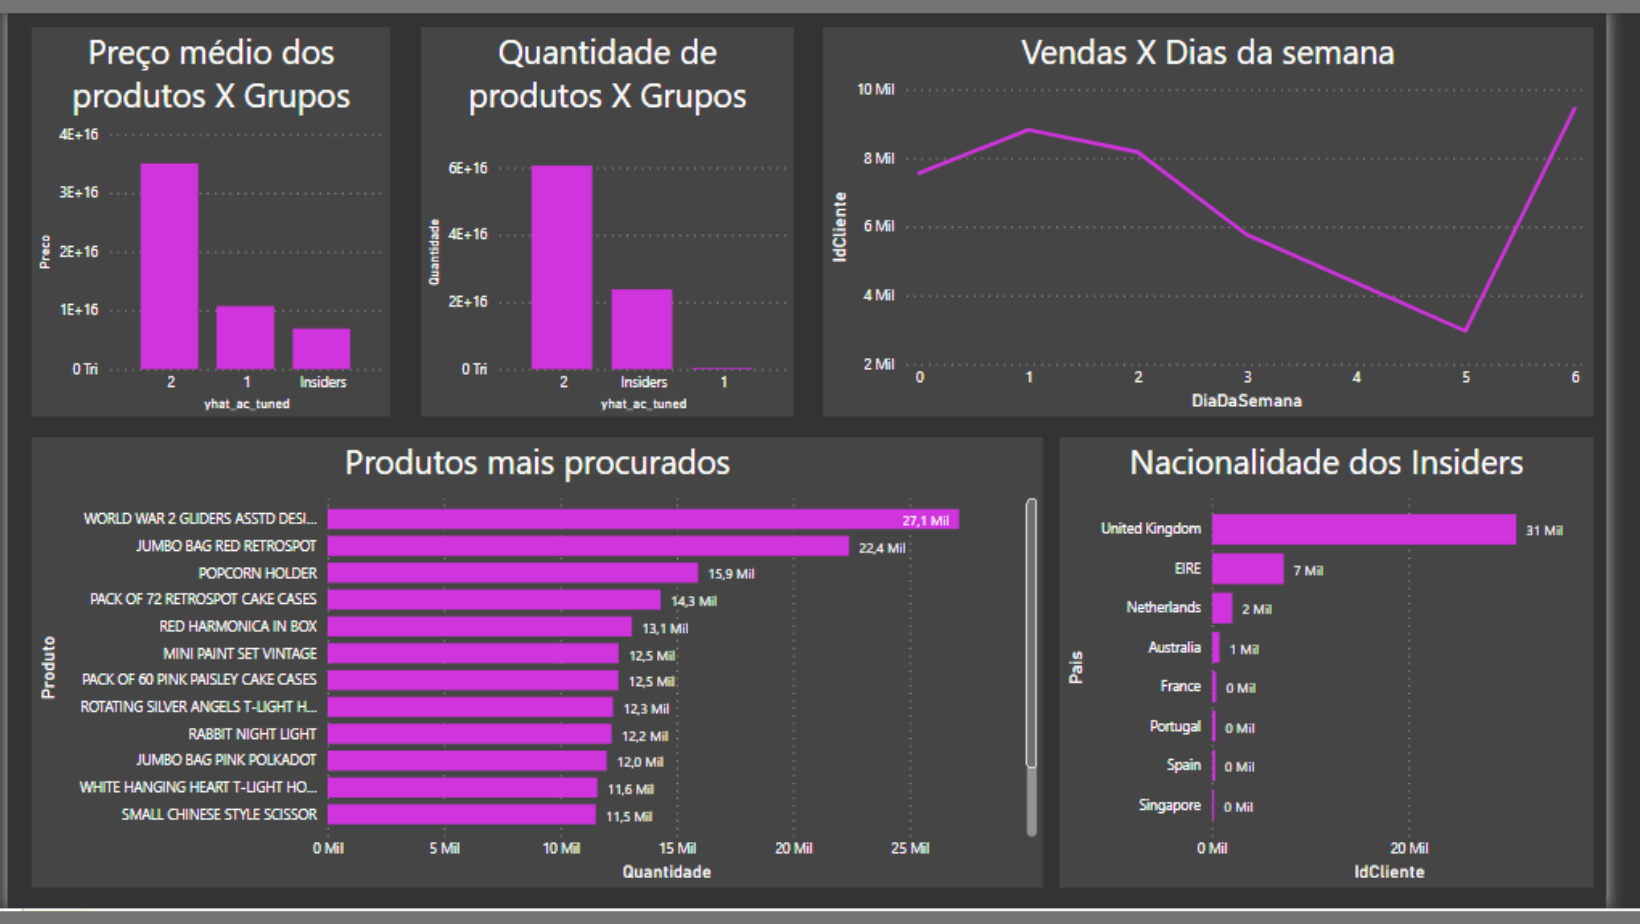 Preço médio dos
produtos X Grupos
4E+16
3E+16
2E+16
1E+16
0 Tri
Preco
2
1
Insiders
yhat_ac_tuned
Quantidade de
produtos X Grupos
6E+16
4E+16
2E+16
0 Tri
Quantidade
2
Insiders
1
yhat_ac_tuned
Vendas X Dias da semana
10 Mil
8 Mil
6 Mil
4 Mil
2 Mil
IdCliente
0
1
2
3
4
5
6
DiaDaSemana
Produtos mais procurados
Produto
WORLD WAR 2 GLIDERS ASSTD DESI... 27,1 Mil
JUMBO BAG RED RETROSPOT 22,4 Mil
POPCORN HOLDER 15,9 Mil
PACK OF 72 RETROSPOT CAKE CASES 14,3 Mil
RED HARMONICA IN BOX 13,1 Mil
MINI PAINT SET VINTAGE 12,5 Mil
PACK OF 60 PINK PAISLEY CAKE CASES 12,5 Mil
ROTATING SILVER ANGELS T-LIGHT H... 12,3 Mil
RABBIT NIGHT LIGHT 12,2 Mil
JUMBO BAG PINK POLKADOT 12,0 Mil
WHITE HANGING HEART T-LIGHT HO... 11,6 Mil
SMALL CHINESE STYLE SCISSOR 11,5 Mil
0 Mil
5 Mil
10 Mil
15 Mil
20 Mil
25 Mil
Quantidade
Nacionalidade dos Insiders
Pais
United Kingdom 31 Mil
EIRE 7 Mil
Netherlands 2 Mil
Australia 1 Mil
France 0 Mil
Portugal 0 Mil
Spain 0 Mil
Singapore 0 Mil
0 Mil
20 Mil
IdCliente